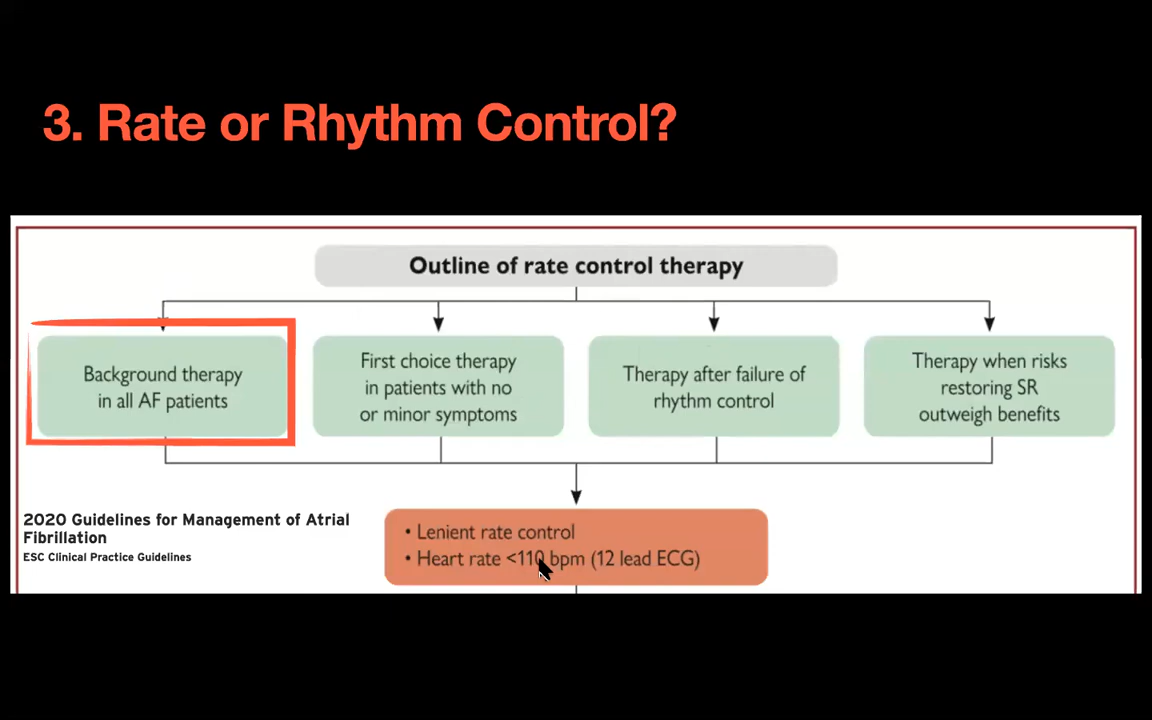 3. Rate or Rhythm Control?
Outline of rate control therapy
Background therapy
in all AF patients
First choice therapy
in patients with no
or minor symptoms
Therapy after failure of
rhythm control
Therapy when risks
restoring SR
outweigh benefits
2020 Guidelines for Management of Atrial
Fibrillation
ESC Clinical Practice Guidelines
• Lenient rate control
• Heart rate <110 bpm (12 lead ECG)